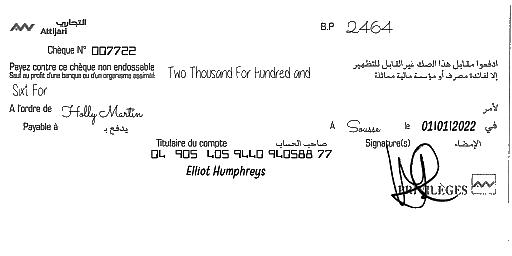 التجاري
Attijari
B.P 2464
Chèque N° 007722
Payez contre ce chèque non endossable
Sauf au profit d'une banque ou d'un organisme assimilé
Two Thousand For Hundred and
ادفعوا مقابل هذا الصك غير القابل للتظهير
إلا لفائدة مصرف أو مؤسسة مالية مماثلة
Sixt For
A l'ordre de Holly Martin لأمر
Payable à يدفع بـ
A Sousse le 01/01/2022 في
Titulaire du compte صاحب الحساب
Signature(s) الإمضاء
04 905 405 9440 940588 77
Elliot Humphreys
PRIVILÈGES